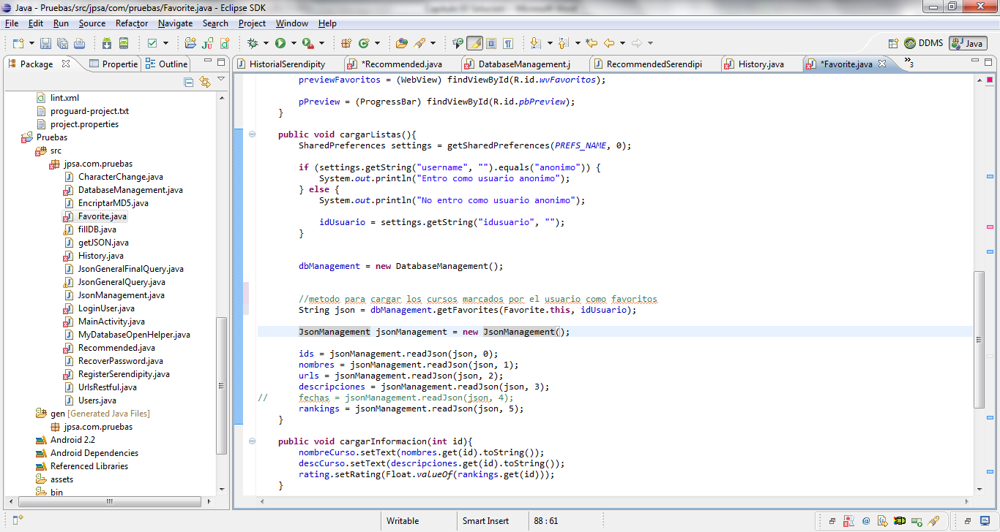 Java - Pruebas/src/jpsa/com/pruebas/Favorite.java - Eclipse SDK
File Edit Run Source Refactor Navigate Search Project Window Help
DDMS Java
Package Propertie Outline
HistorialSerendipity *Recommended.java DatabaseManagement.j RecommendedSerendipi History.java *Favorite.java »3
lint.xml
proguard-project.txt
project.properties
Pruebas
src
jpsa.com.pruebas
CharacterChange.java
DatabaseManagement.java
EncriptarMD5.java
Favorite.java
fillDB.java
getJSON.java
History.java
JsonGeneralFinalQuery.java
JsonGeneralQuery.java
JsonManagement.java
LoginUser.java
MainActivity.java
MyDatabaseOpenHelper.java
Recommended.java
RecoverPassword.java
RegisterSerendipity.java
UrlsRestful.java
Users.java
gen [Generated Java Files]
jpsa.com.pruebas
Android 2.2
Android Dependencies
Referenced Libraries
assets
bin
previewFavoritos = (WebView) findViewById(R.id.wvFavoritos);
pPreview = (ProgressBar) findViewById(R.id.pbPreview);
}
public void cargarListas(){
SharedPreferences settings = getSharedPreferences(PREFS_NAME, 0);
if (settings.getString("username", "").equals("anonimo")) {
System.out.println("Entro como usuario anonimo");
} else {
System.out.println("No entro como usuario anonimo");
idUsuario = settings.getString("idusuario", "");
}
dbManagement = new DatabaseManagement();
//metodo para cargar los cursos marcados por el usuario como favoritos
String json = dbManagement.getFavorites(Favorite.this, idUsuario);
JsonManagement jsonManagement = new JsonManagement();
ids = jsonManagement.readJson(json, 0);
nombres = jsonManagement.readJson(json, 1);
urls = jsonManagement.readJson(json, 2);
descripciones = jsonManagement.readJson(json, 3);
// fechas = jsonManagement.readJson(json, 4);
rankings = jsonManagement.readJson(json, 5);
}
public void cargarInformacion(int id){
nombreCurso.setText(nombres.get(id).toString());
descCurso.setText(descripciones.get(id).toString());
rating.setRating(Float.valueOf(rankings.get(id)));
}
Writable Smart Insert 88 : 61